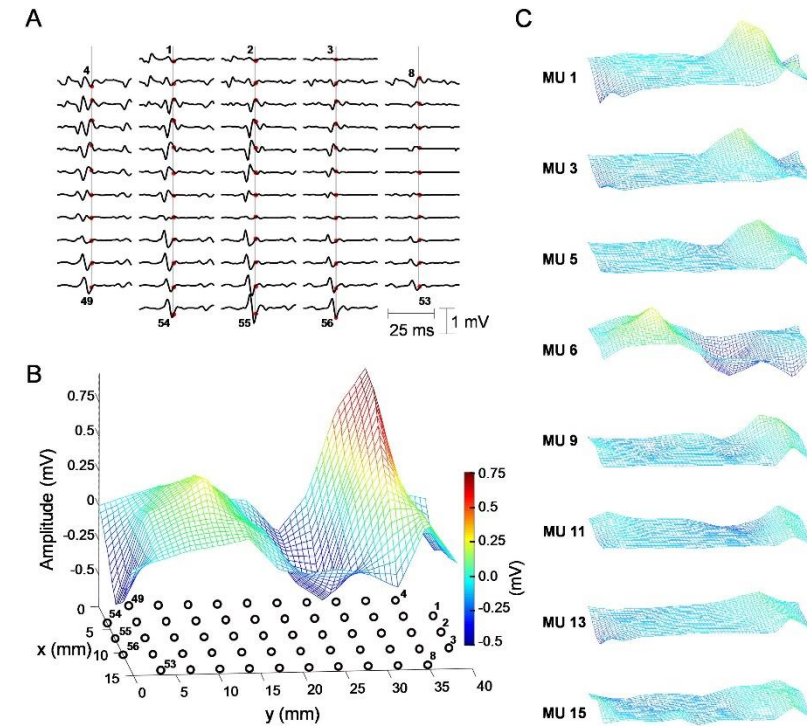 A
1 2 3
4 8
49 53
54 55 56
25 ms
1 mV
B
0.75
0.5
0.25
0
-0.25
-0.5
Amplitude (mV)
0.75
0.50
0.25
0.0
-0.25
-0.5
(mV)
0 49 4
54 1
5 55 2
10 56 3
53 8
15
x (mm)
0 5 10 15 20 25 30 35 40
y (mm)
C
MU 1
MU 3
MU 5
MU 6
MU 9
MU 11
MU 13
MU 15